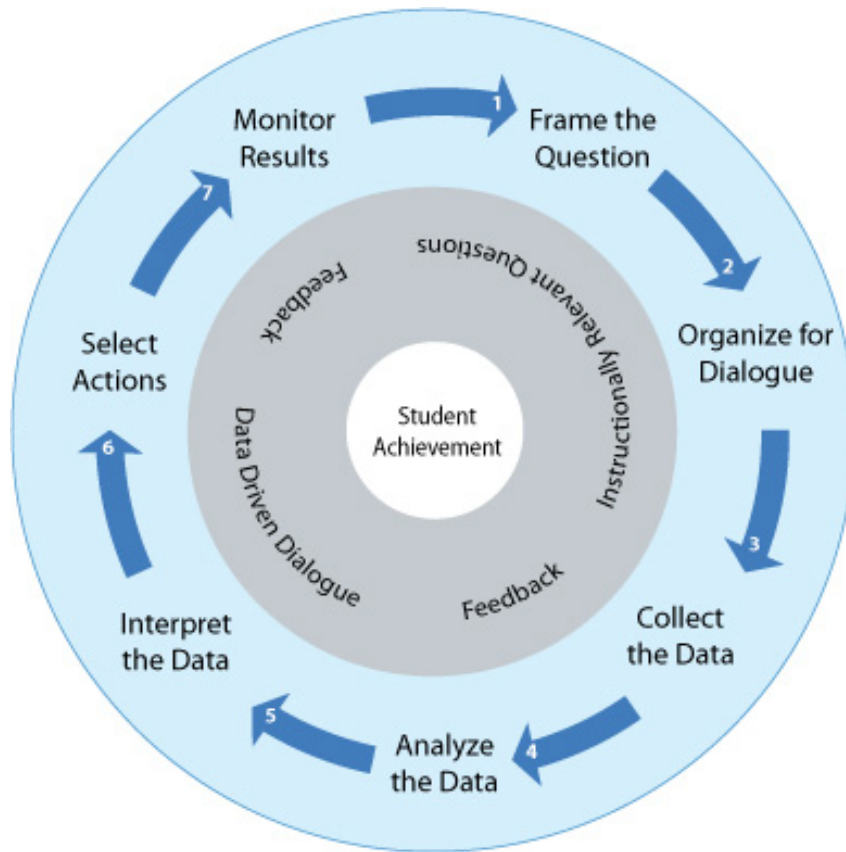 1
Frame the
Question
2
Organize for
Dialogue
3
Collect
the Data
4
Analyze
the Data
5
Interpret
the Data
6
Select
Actions
7
Monitor
Results
Instructionally Relevant Questions
Feedback
Data Driven Dialogue
Feedback
Student
Achievement